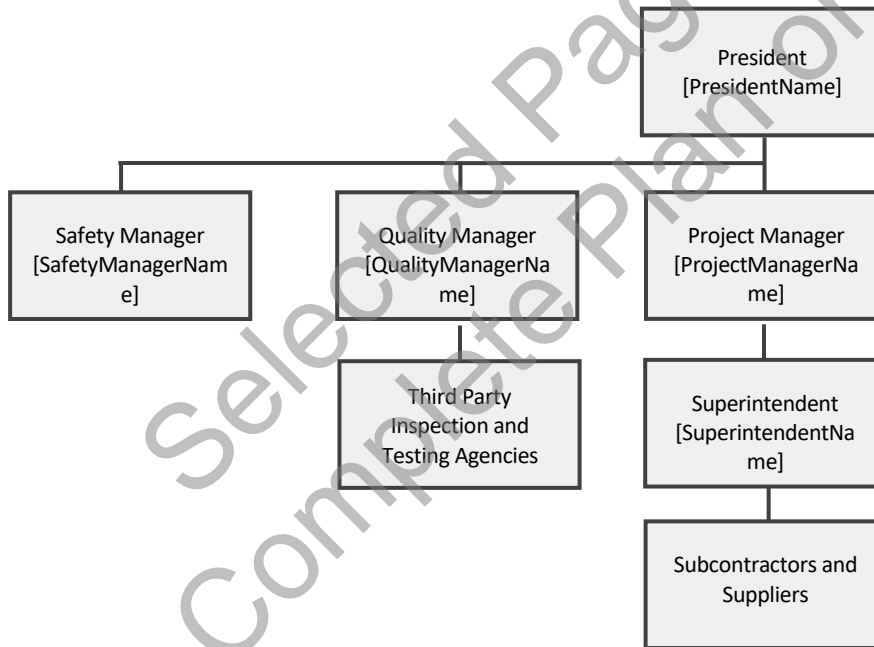 President
[PresidentName]
Safety Manager
[SafetyManagerNam
e]
Quality Manager
[QualityManagerNa
me]
Project Manager
[ProjectManagerNa
me]
Third Party
Inspection and
Testing Agencies
Superintendent
[SuperintendentNa
me]
Subcontractors and
Suppliers
Selected Pag
Complete Plan on